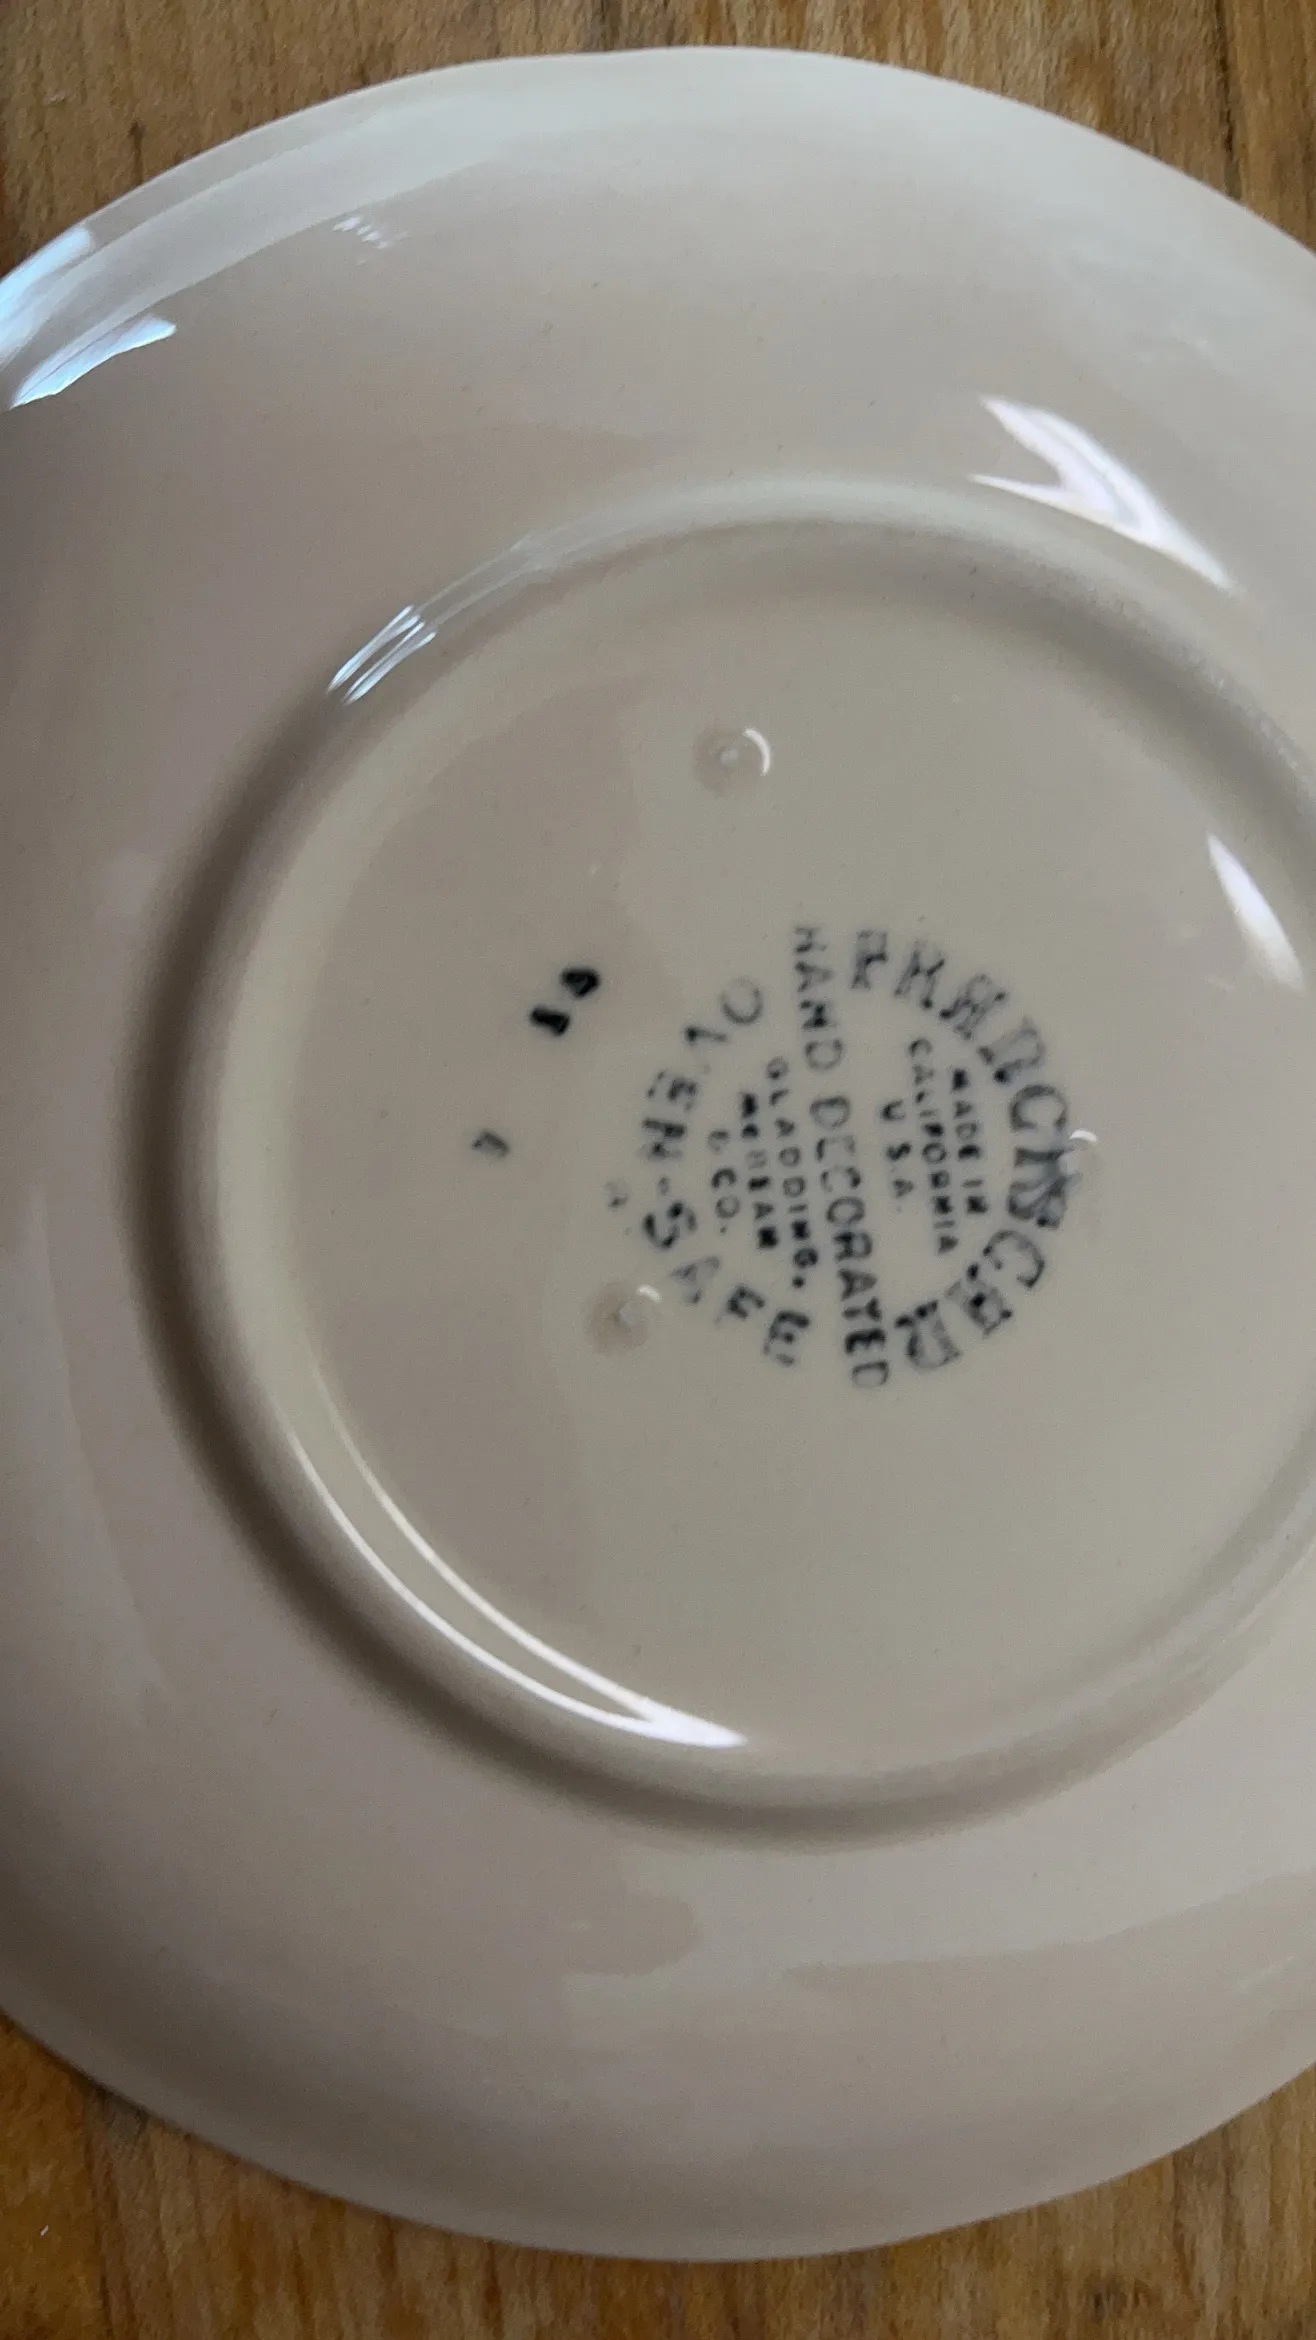 FRANCISCAN
MADE IN
CALIFORNIA
U.S.A.
HAND DECORATED
GLADDING,
McBEAN
& CO.
OVEN-SAFE